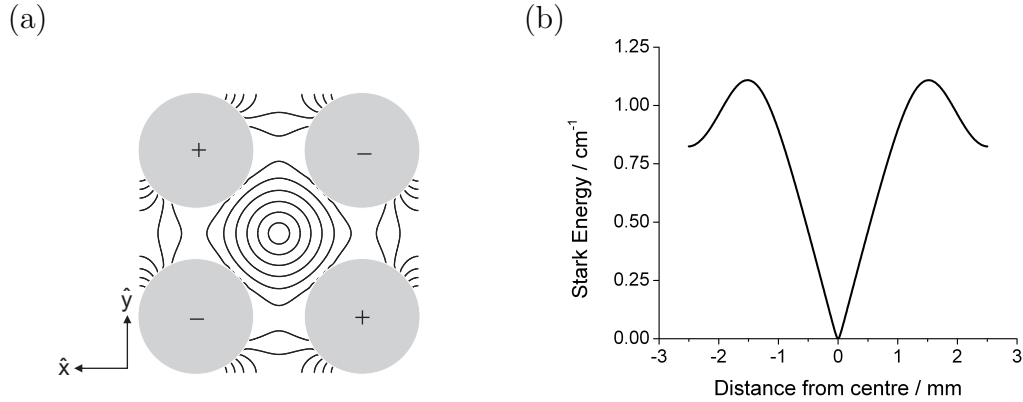 (a)
+
–
–
+
ŷ
x̂
(b)
Stark Energy / cm⁻¹
1.25
1.00
0.75
0.50
0.25
0.00
-3 -2 -1 0 1 2 3
Distance from centre / mm